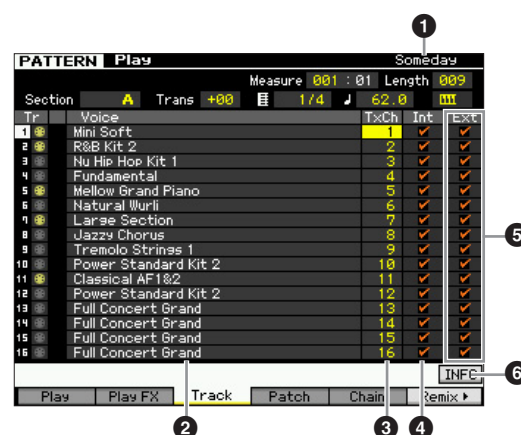 1
PATTERN Play Someday
Measure 001 : 01 Length 009
Section A Trans +00 1/4 62.0
Tr Voice TxCh Int Ext
1 Mini Soft 1
2 R&B Kit 2 2
3 Nu Hip Hop Kit 1 3
4 Fundamental 4
5 Mellow Grand Piano 5
6 Natural Wurli 6
7 Large Section 7
8 Jazzy Chorus 8
9 Tremolo Strings 1 9
10 Power Standard Kit 2 10
11 Classical AF1&2 11
12 Power Standard Kit 2 12
13 Full Concert Grand 13
14 Full Concert Grand 14
15 Full Concert Grand 15
16 Full Concert Grand 16
5
INFO 6
Play Play FX Track Patch Chain Remix
2 3 4